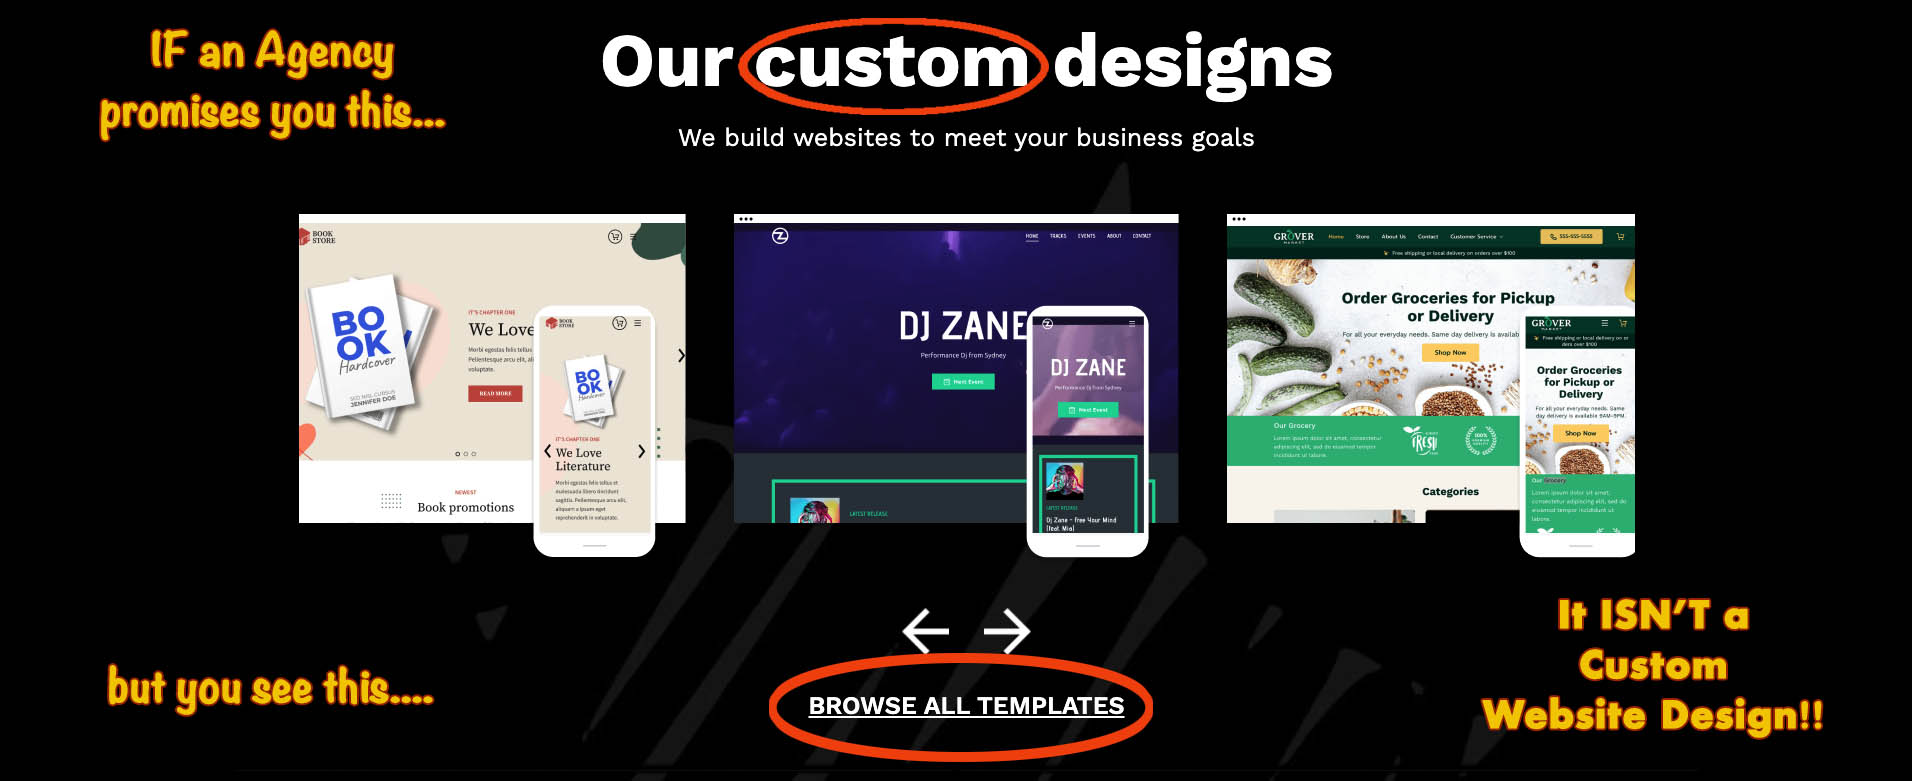 IF an Agency
promises you this...
Our custom designs
We build websites to meet your business goals
BOOK
STORE
BO
OK
Hardcover
SED NISL CURSUS
JENNIFER DOE
IT'S CHAPTER ONE
We Love
Morbi egestas felis tellus
Pellentesque arcu elit, ali
voluptate.
READ MORE
NEWEST
Book promotions
BOOK
STORE
BO
OK
Hardcover
IT'S CHAPTER ONE
We Love
Literature
Morbi egestas felis tellus et
malesuada libero tincidunt
sagittis. Pellentesque arcu elit,
aliquam a ipsum eget
reprehenderit in voluptate.
Z
HOME TRACKS EVENTS ABOUT CONTACT
DJ ZANE
Performance Dj from Sydney
Next Event
LATEST RELEASE
DJ ZANE
Performance Dj from Sydney
Next Event
LATEST RELEASE
Dj Zane - Free Your Mind
[feat. Mia]
GROVER
MARKET
Home Store About Us Contact Customer Service
555-555-5555
Free shipping or local delivery on orders over $100
Order Groceries for Pickup
or Delivery
For all your everyday needs. Same day delivery is availab
Shop Now
Our Grocery
Lorem ipsum dolor sit amet, consectetur
adipiscing elit, sed do eiusmod tempor
incididunt ut labore.
FRESH
100%
Categories
GROVER
MARKET
Free shipping or local delivery on or
ders over $100
Order Groceries
for Pickup or
Delivery
For all your everyday needs. Same
day delivery is available 9AM-9PM.
Shop Now
Our Grocery
Lorem ipsum dolor sit amet,
consectetur adipiscing elit, sed do
eiusmod tempor incididunt ut
labore.
but you see this....
BROWSE ALL TEMPLATES
It ISN'T a
Custom
Website Design!!